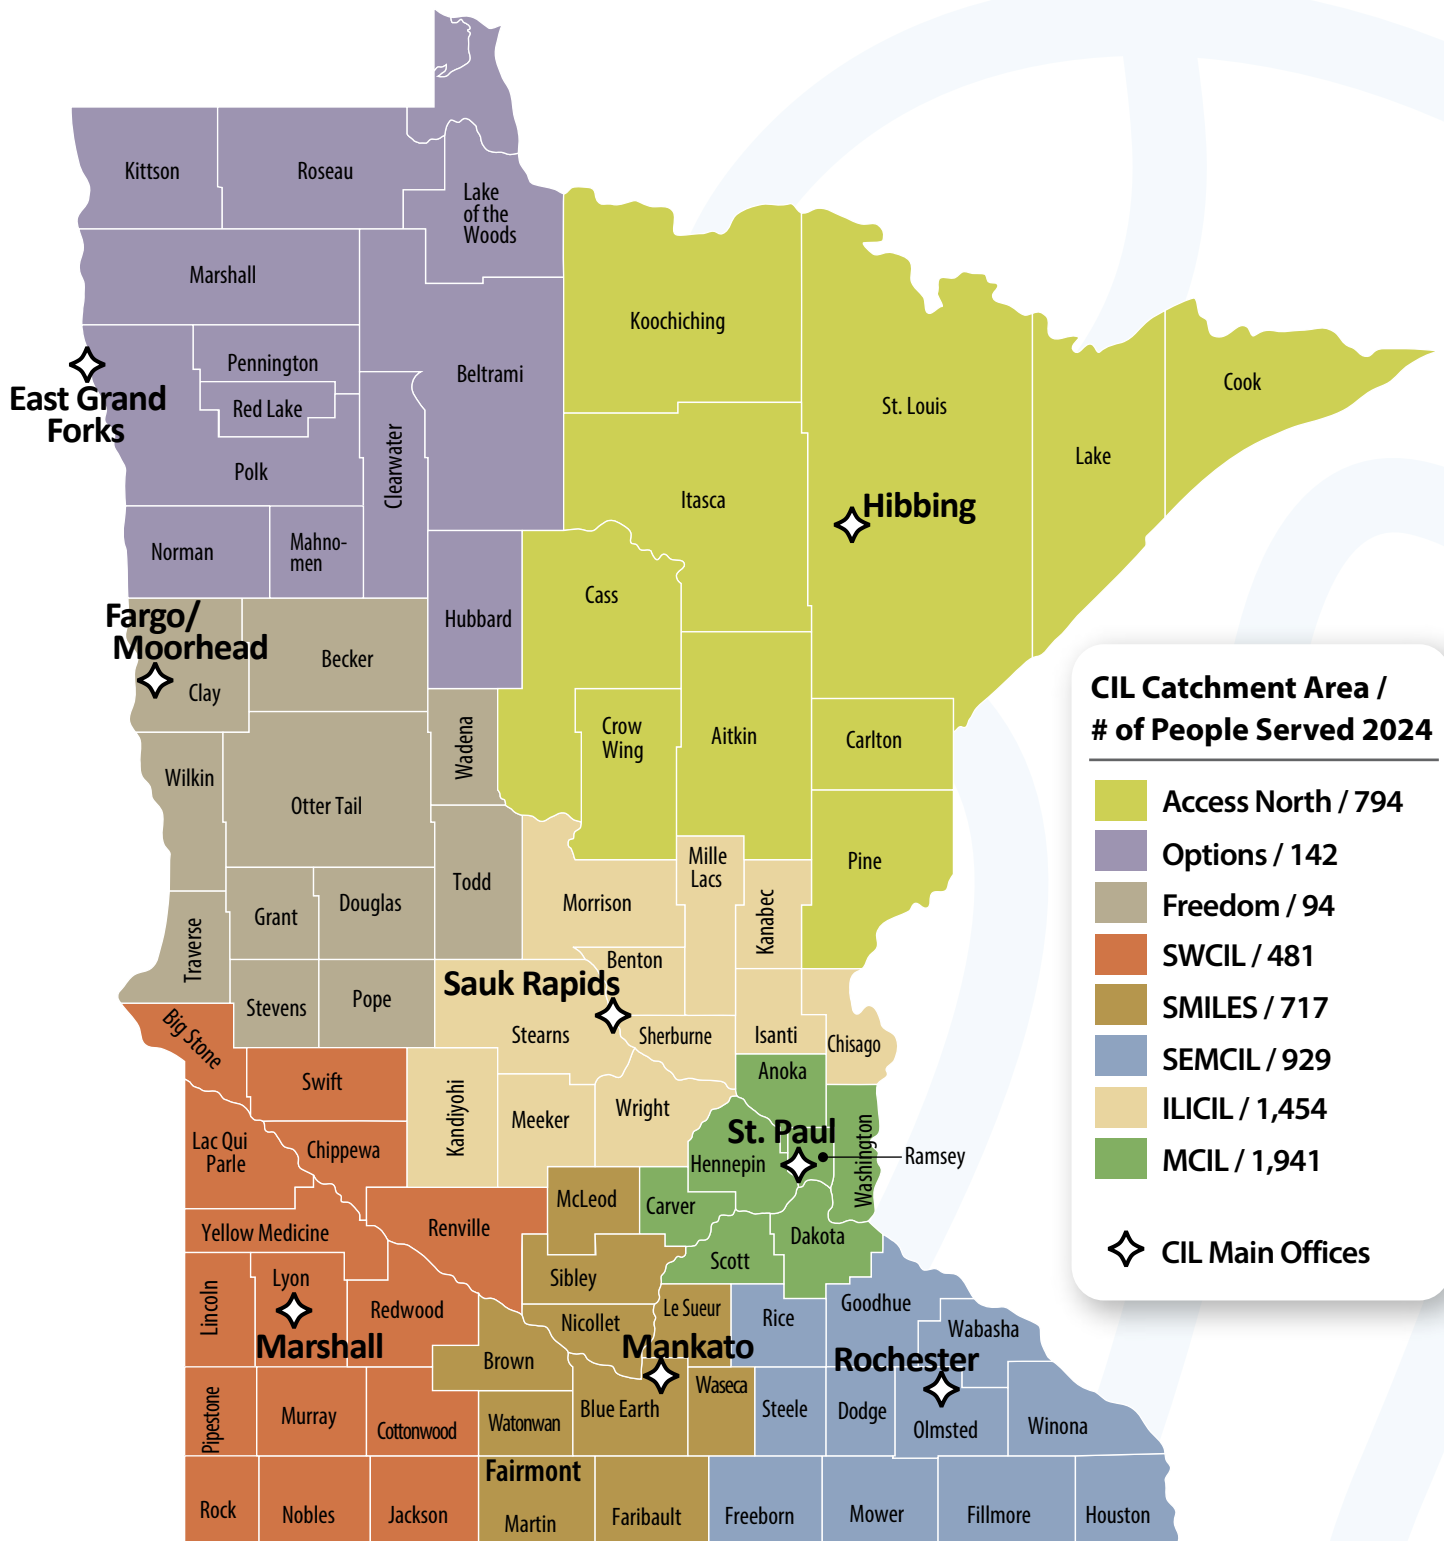 Kittson
Roseau
Lake
of the
Woods
Marshall
Koochiching
Pennington
Beltrami
East Grand
Forks
Red Lake
St. Louis
Cook
Clearwater
Lake
Polk
Itasca
Hibbing
Norman
Mahno-
men
Cass
Hubbard
Fargo/
Moorhead
Becker
Clay
Wadena
Crow
Wing
Aitkin
Carlton
Wilkin
Otter Tail
Mille
Lacs
Pine
Todd
Grant
Douglas
Morrison
Kanabec
Traverse
Benton
Sauk Rapids
Stevens
Pope
Stearns
Sherburne
Isanti
Chisago
Big Stone
Swift
Anoka
Kandiyohi
Meeker
Wright
Lac Qui
Parle
Chippewa
St. Paul
Hennepin
Ramsey
Washington
McLeod
Carver
Yellow Medicine
Renville
Dakota
Scott
Sibley
Lincoln
Lyon
Redwood
Nicollet
Le Sueur
Rice
Goodhue
Wabasha
Marshall
Mankato
Rochester
Brown
Waseca
Pipestone
Murray
Cottonwood
Watonwan
Blue Earth
Steele
Dodge
Olmsted
Winona
Fairmont
Rock
Nobles
Jackson
Martin
Faribault
Freeborn
Mower
Fillmore
Houston
CIL Catchment Area /
# of People Served 2024
Access North / 794
Options / 142
Freedom / 94
SWCIL / 481
SMILES / 717
SEMCIL / 929
ILICIL / 1,454
MCIL / 1,941
CIL Main Offices